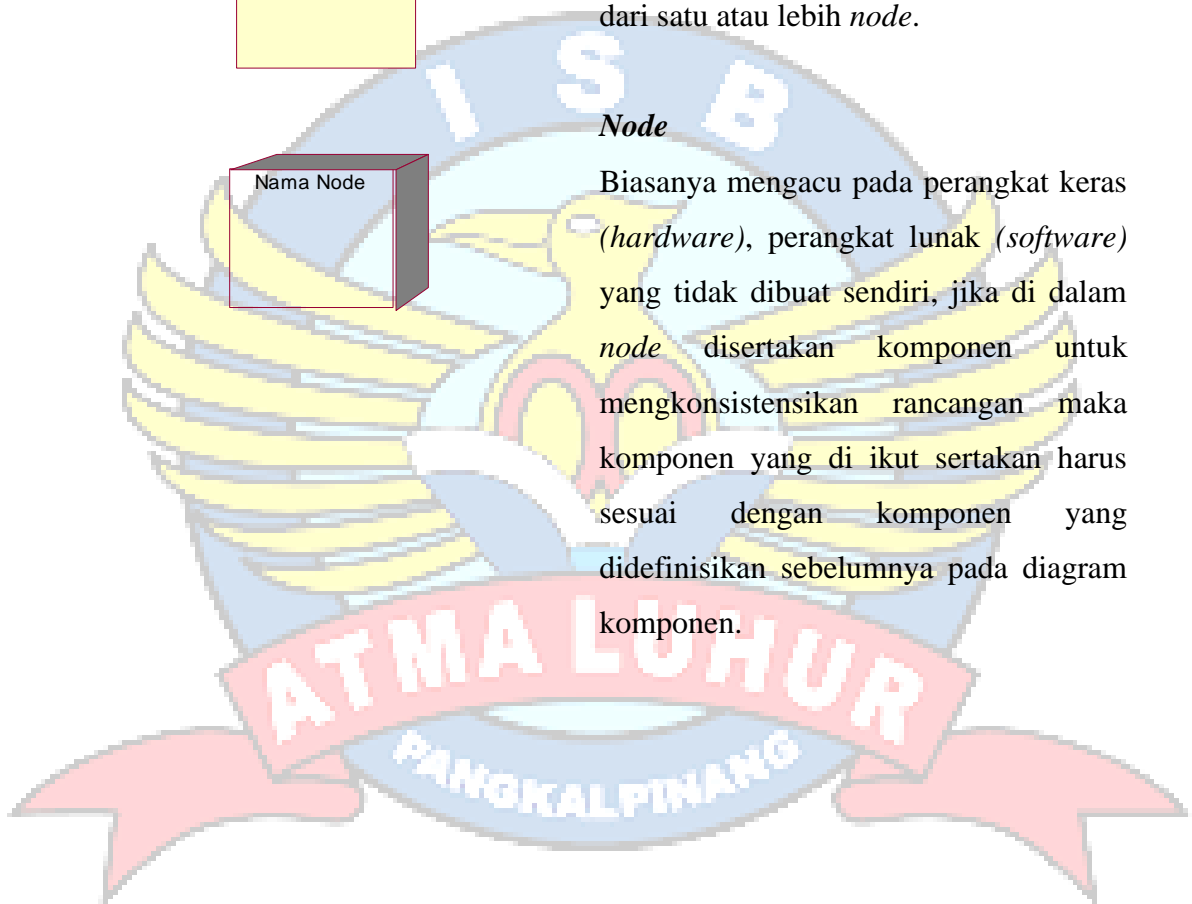 dari satu atau lebih node.
I S B
Node
Nama Node
Biasanya mengacu pada perangkat keras
(hardware), perangkat lunak (software)
yang tidak dibuat sendiri, jika di dalam
node disertakan komponen untuk
mengkonsistensikan rancangan maka
komponen yang di ikut sertakan harus
sesuai dengan komponen yang
didefinisikan sebelumnya pada diagram
komponen.
ATMA LUHUR
PANGKALPINANG